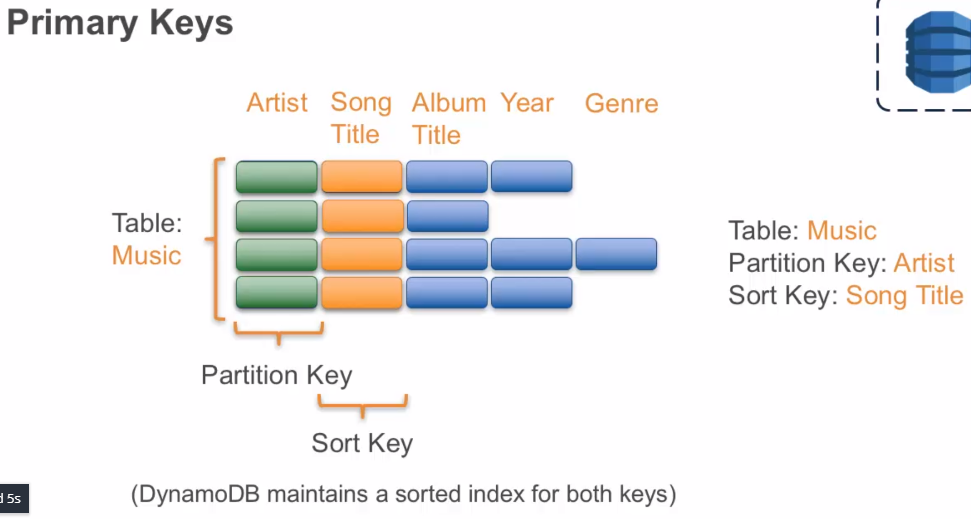 Primary Keys
Artist
Song
Title
Album
Title
Year
Genre
Table:
Music
Table: Music
Partition Key: Artist
Sort Key: Song Title
Partition Key
Sort Key
(DynamoDB maintains a sorted index for both keys)
5s